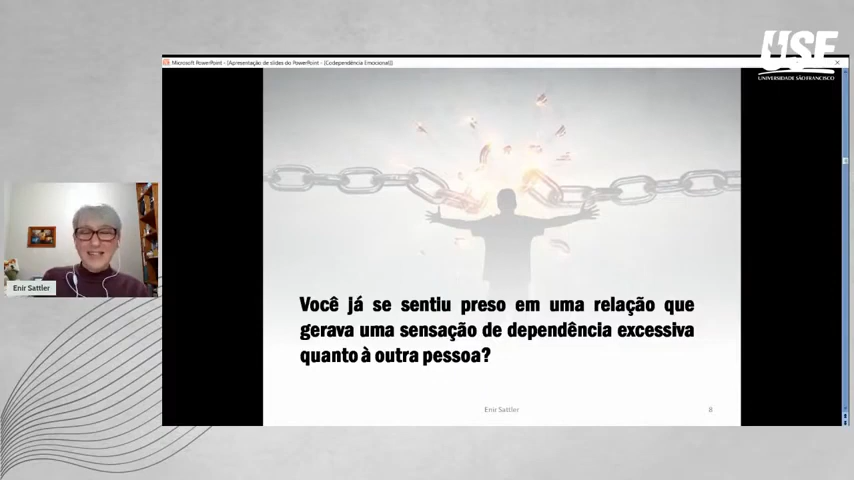 USF
UNIVERSIDADE SÃO FRANCISCO
Microsoft PowerPoint - [Apresentação de slides do PowerPoint - [Codependência Emocional]]
Você já se sentiu preso em uma relação que
gerava uma sensação de dependência excessiva
quanto à outra pessoa?
Enir Sattler
Enir Sattler
8